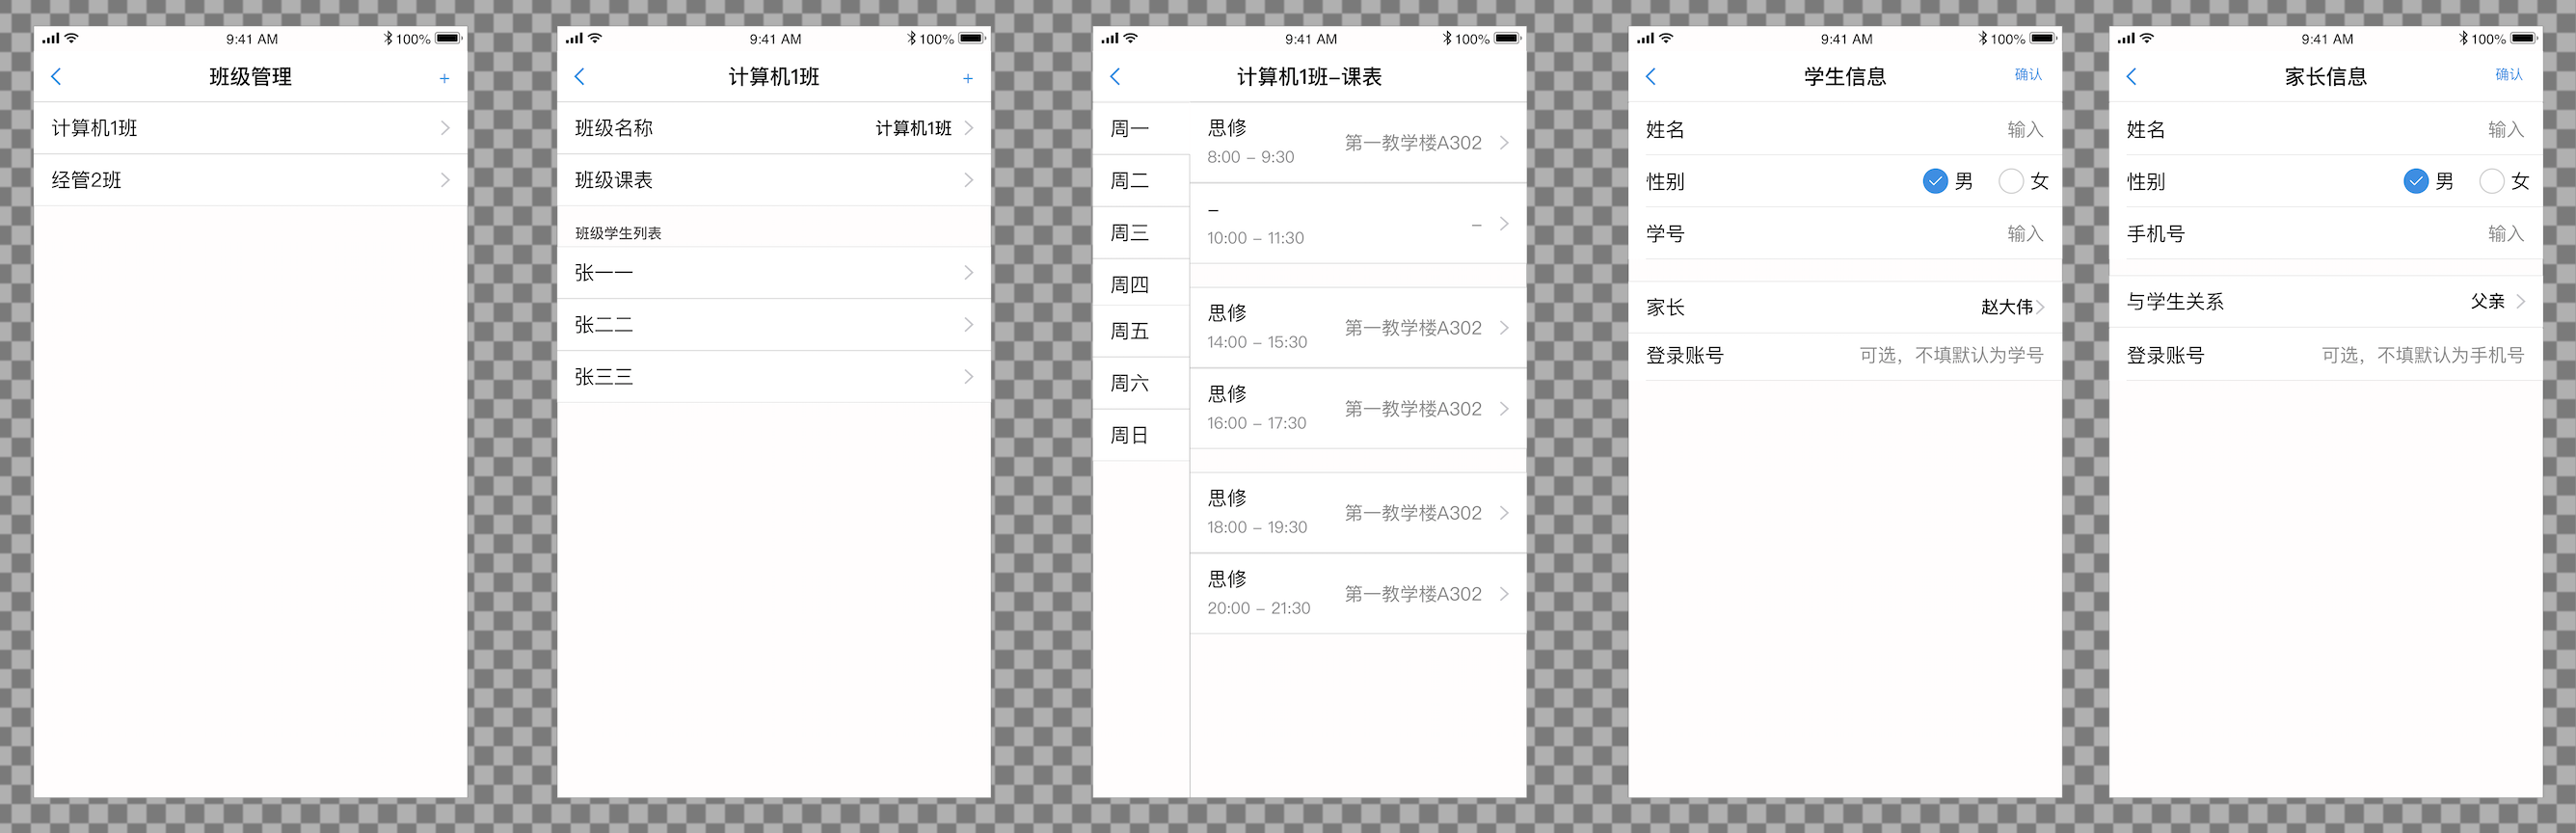 9:41 AM
100%
班级管理
+
计算机1班
经管2班
9:41 AM
100%
计算机1班
+
班级名称 计算机1班
班级课表
班级学生列表
张一一
张二二
张三三
9:41 AM
100%
计算机1班-课表
周一
周二
周三
周四
周五
周六
周日
思修
8:00 - 9:30
第一教学楼A302
-
10:00 - 11:30
-
思修
14:00 - 15:30
第一教学楼A302
思修
16:00 - 17:30
第一教学楼A302
思修
18:00 - 19:30
第一教学楼A302
思修
20:00 - 21:30
第一教学楼A302
9:41 AM
100%
学生信息
确认
姓名 输入
性别 男 女
学号 输入
家长 赵大伟
登录账号 可选，不填默认为学号
9:41 AM
100%
家长信息
确认
姓名 输入
性别 男 女
手机号 输入
与学生关系 父亲
登录账号 可选，不填默认为手机号